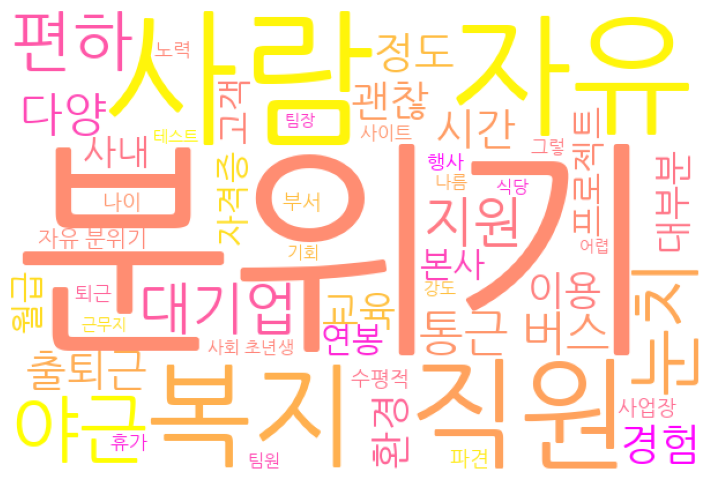 편하
노력
사람
자유
정도
다양
고객
팀장
괜찮
사이트
시간
그렇
프로젝트
대부분
테스트
사내
분위기
행사
나름
식당
나이
자격증
부서
지원
어렵
자유 분위기
기회
본사
이용
월급
퇴근
대기업
교육
강도
버스
눈치
근무지
연봉
통근
사회 초년생
출퇴근
복지
수평적
직원
사업장
야근
휴가
환경
경험
팀원
파견